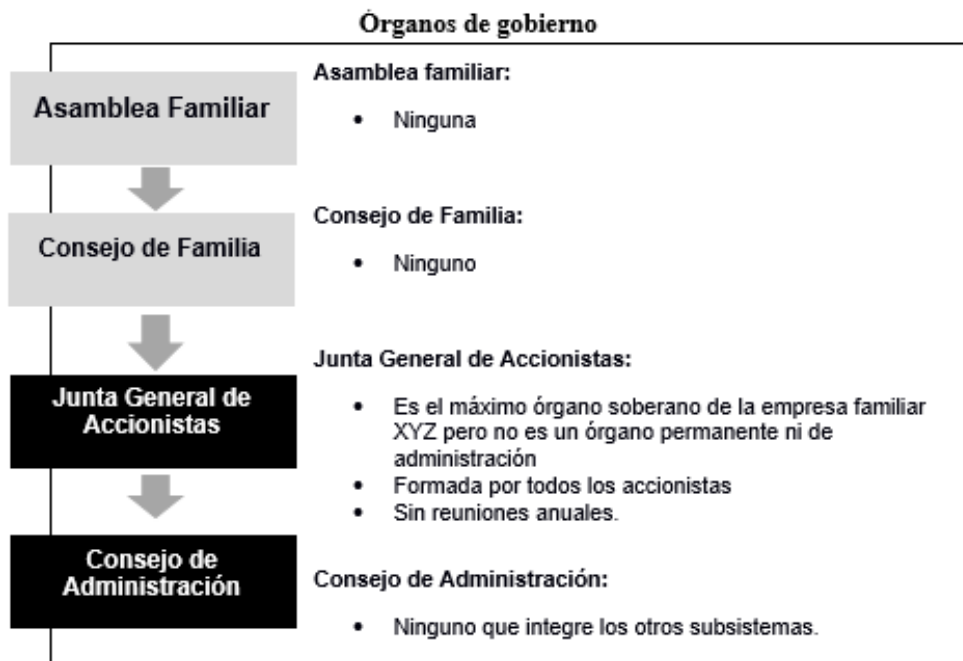 Órganos de gobierno
Asamblea Familiar
Asamblea familiar:
• Ninguna
Consejo de Familia
Consejo de Familia:
• Ninguno
Junta General de
Accionistas
Junta General de Accionistas:
• Es el máximo órgano soberano de la empresa familiar
XYZ pero no es un órgano permanente ni de
administración
• Formada por todos los accionistas
• Sin reuniones anuales.
Consejo de
Administración
Consejo de Administración:
• Ninguno que integre los otros subsistemas.